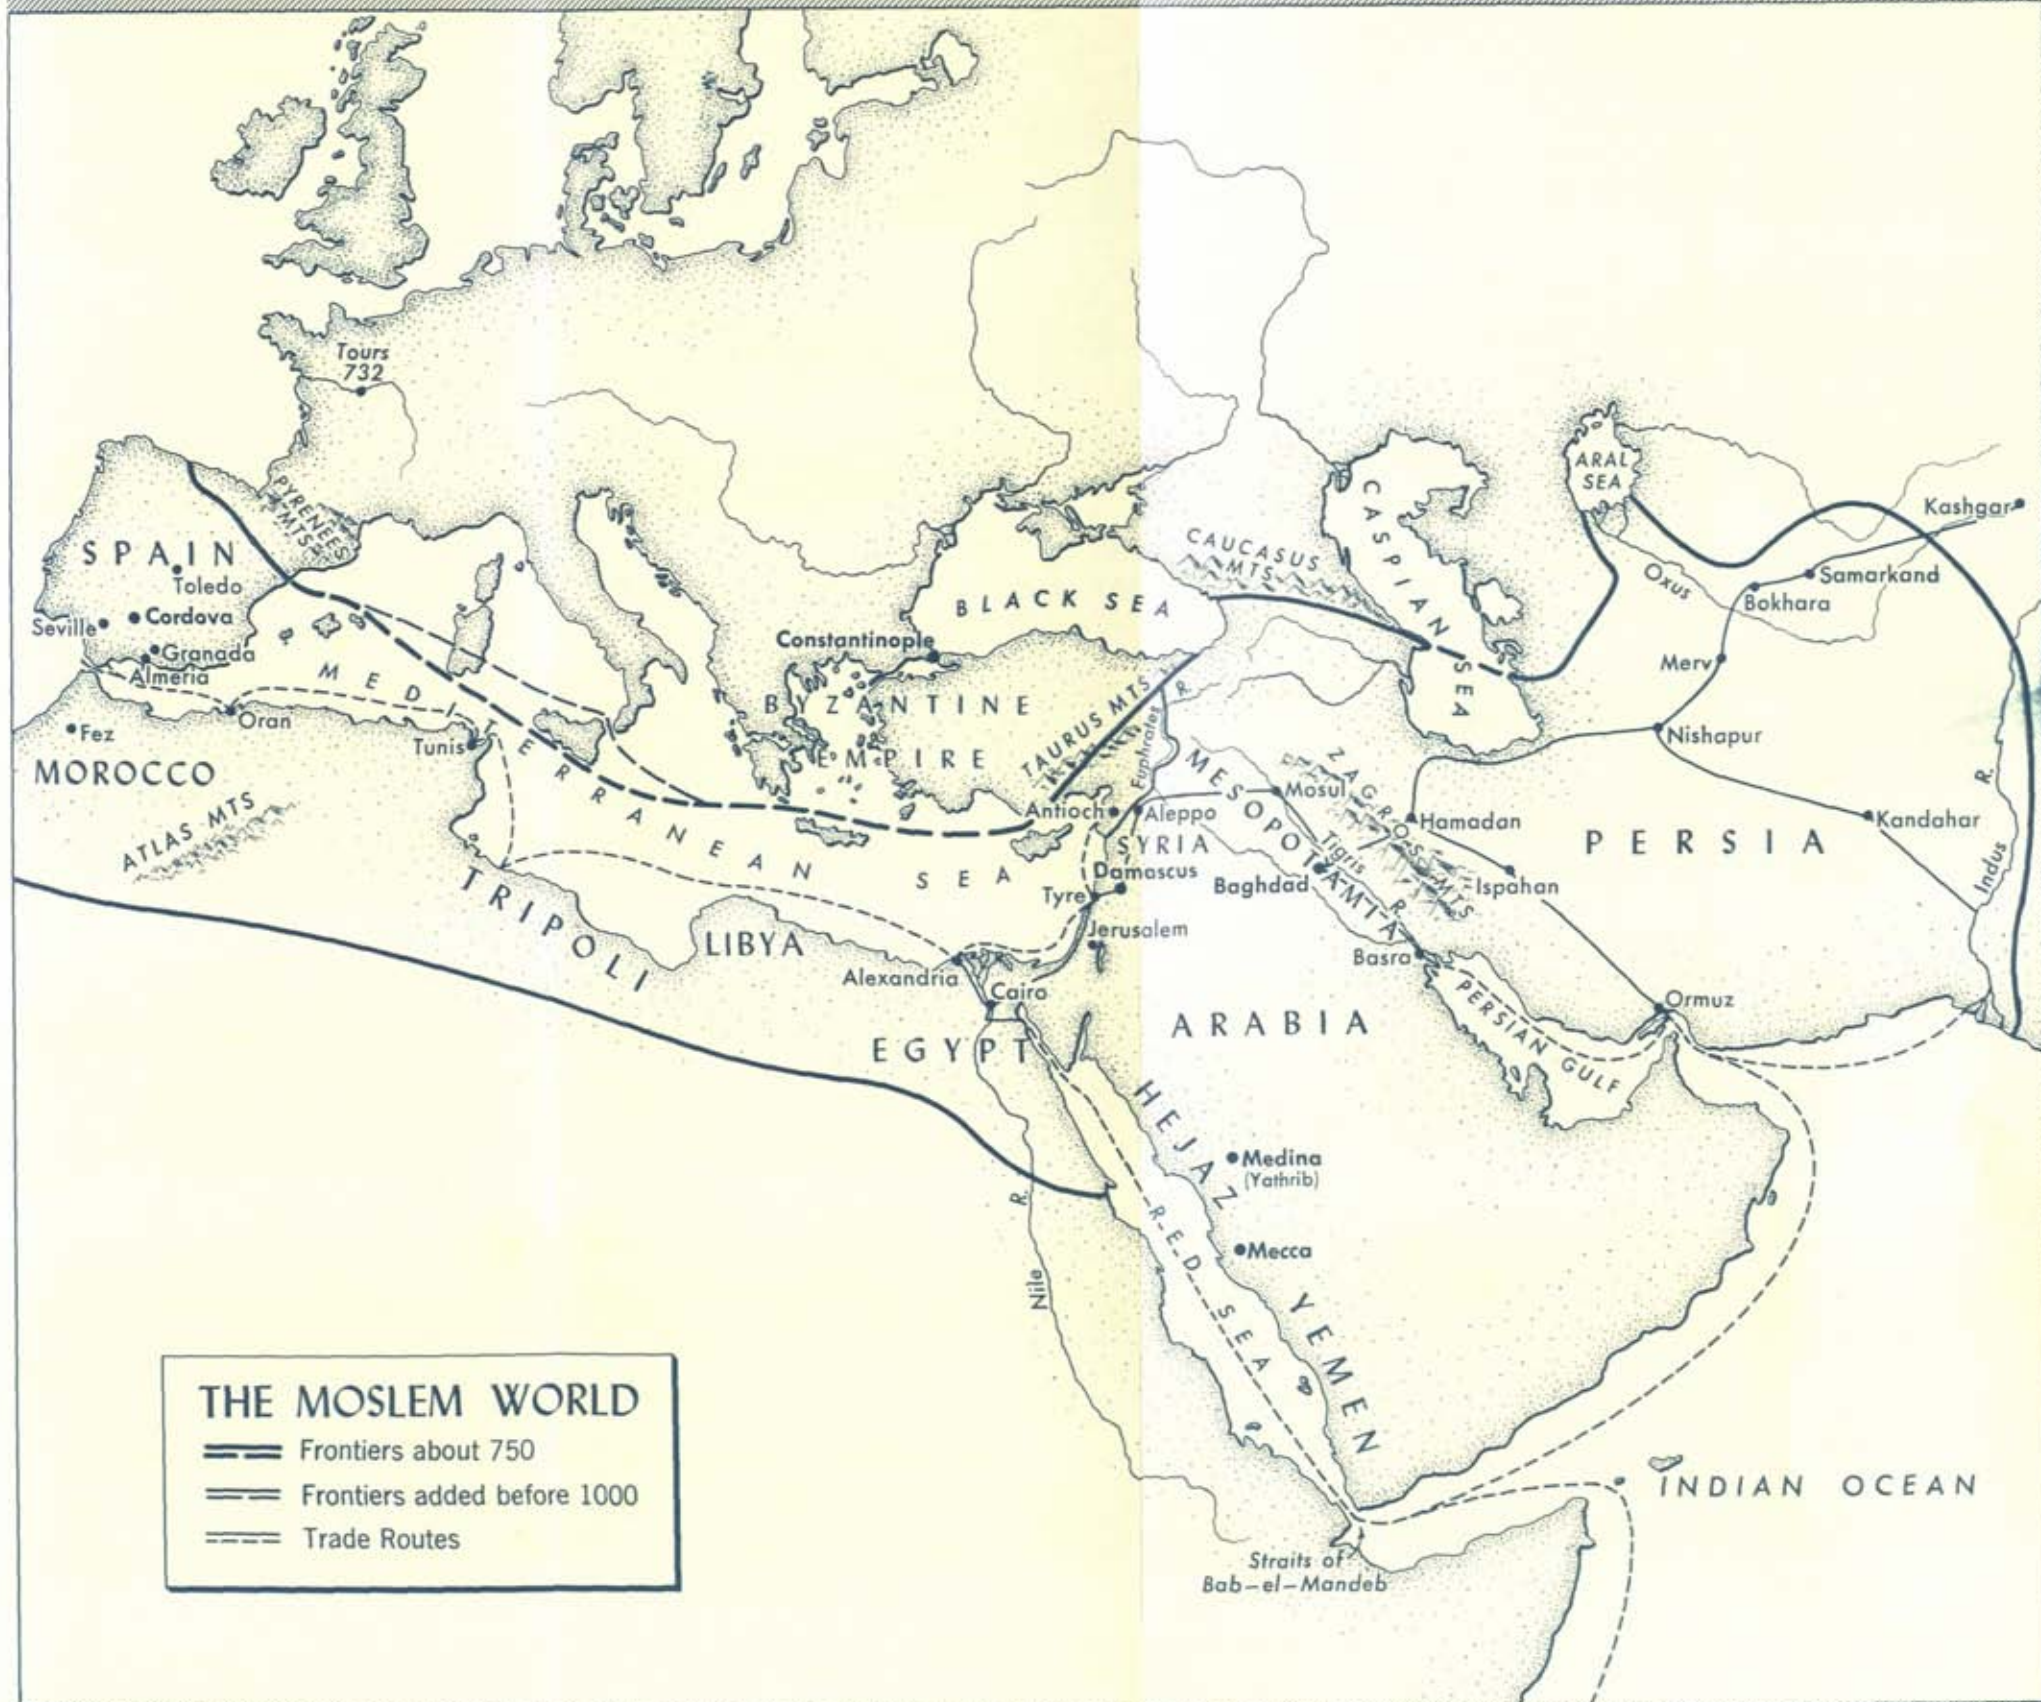 Tours
732
ARAL
SEA
PYRENEES
MTS
CASPIAN SEA
Kashgar
SPAIN
Toledo
CAUCASUS
MTS
Oxus
Samarkand
Bokhara
BLACK SEA
Seville
Cordova
Constantinople
Granada
Almeria
Merv
MEDITERRANEAN SEA
BYZANTINE
EMPIRE
TAURUS MTS
Euphrates R.
Oran
Fez
Tunis
Nishapur
MOROCCO
MESOPOTAMIA
ZAGROS MTS
Mosul
Antioch
Aleppo
Hamadan
Kandahar
ATLAS MTS
SYRIA
Tigris R.
PERSIA
Indus R.
Damascus
Baghdad
Ispahan
Tyre
TRIPOLI
LIBYA
Jerusalem
Alexandria
Basra
Cairo
PERSIAN GULF
Ormuz
EGYPT
ARABIA
HEJAZ
Medina
(Yathrib)
Nile R.
RED SEA
Mecca
YEMEN
THE MOSLEM WORLD
Frontiers about 750
Frontiers added before 1000
Trade Routes
INDIAN OCEAN
Straits of
Bab-el-Mandeb